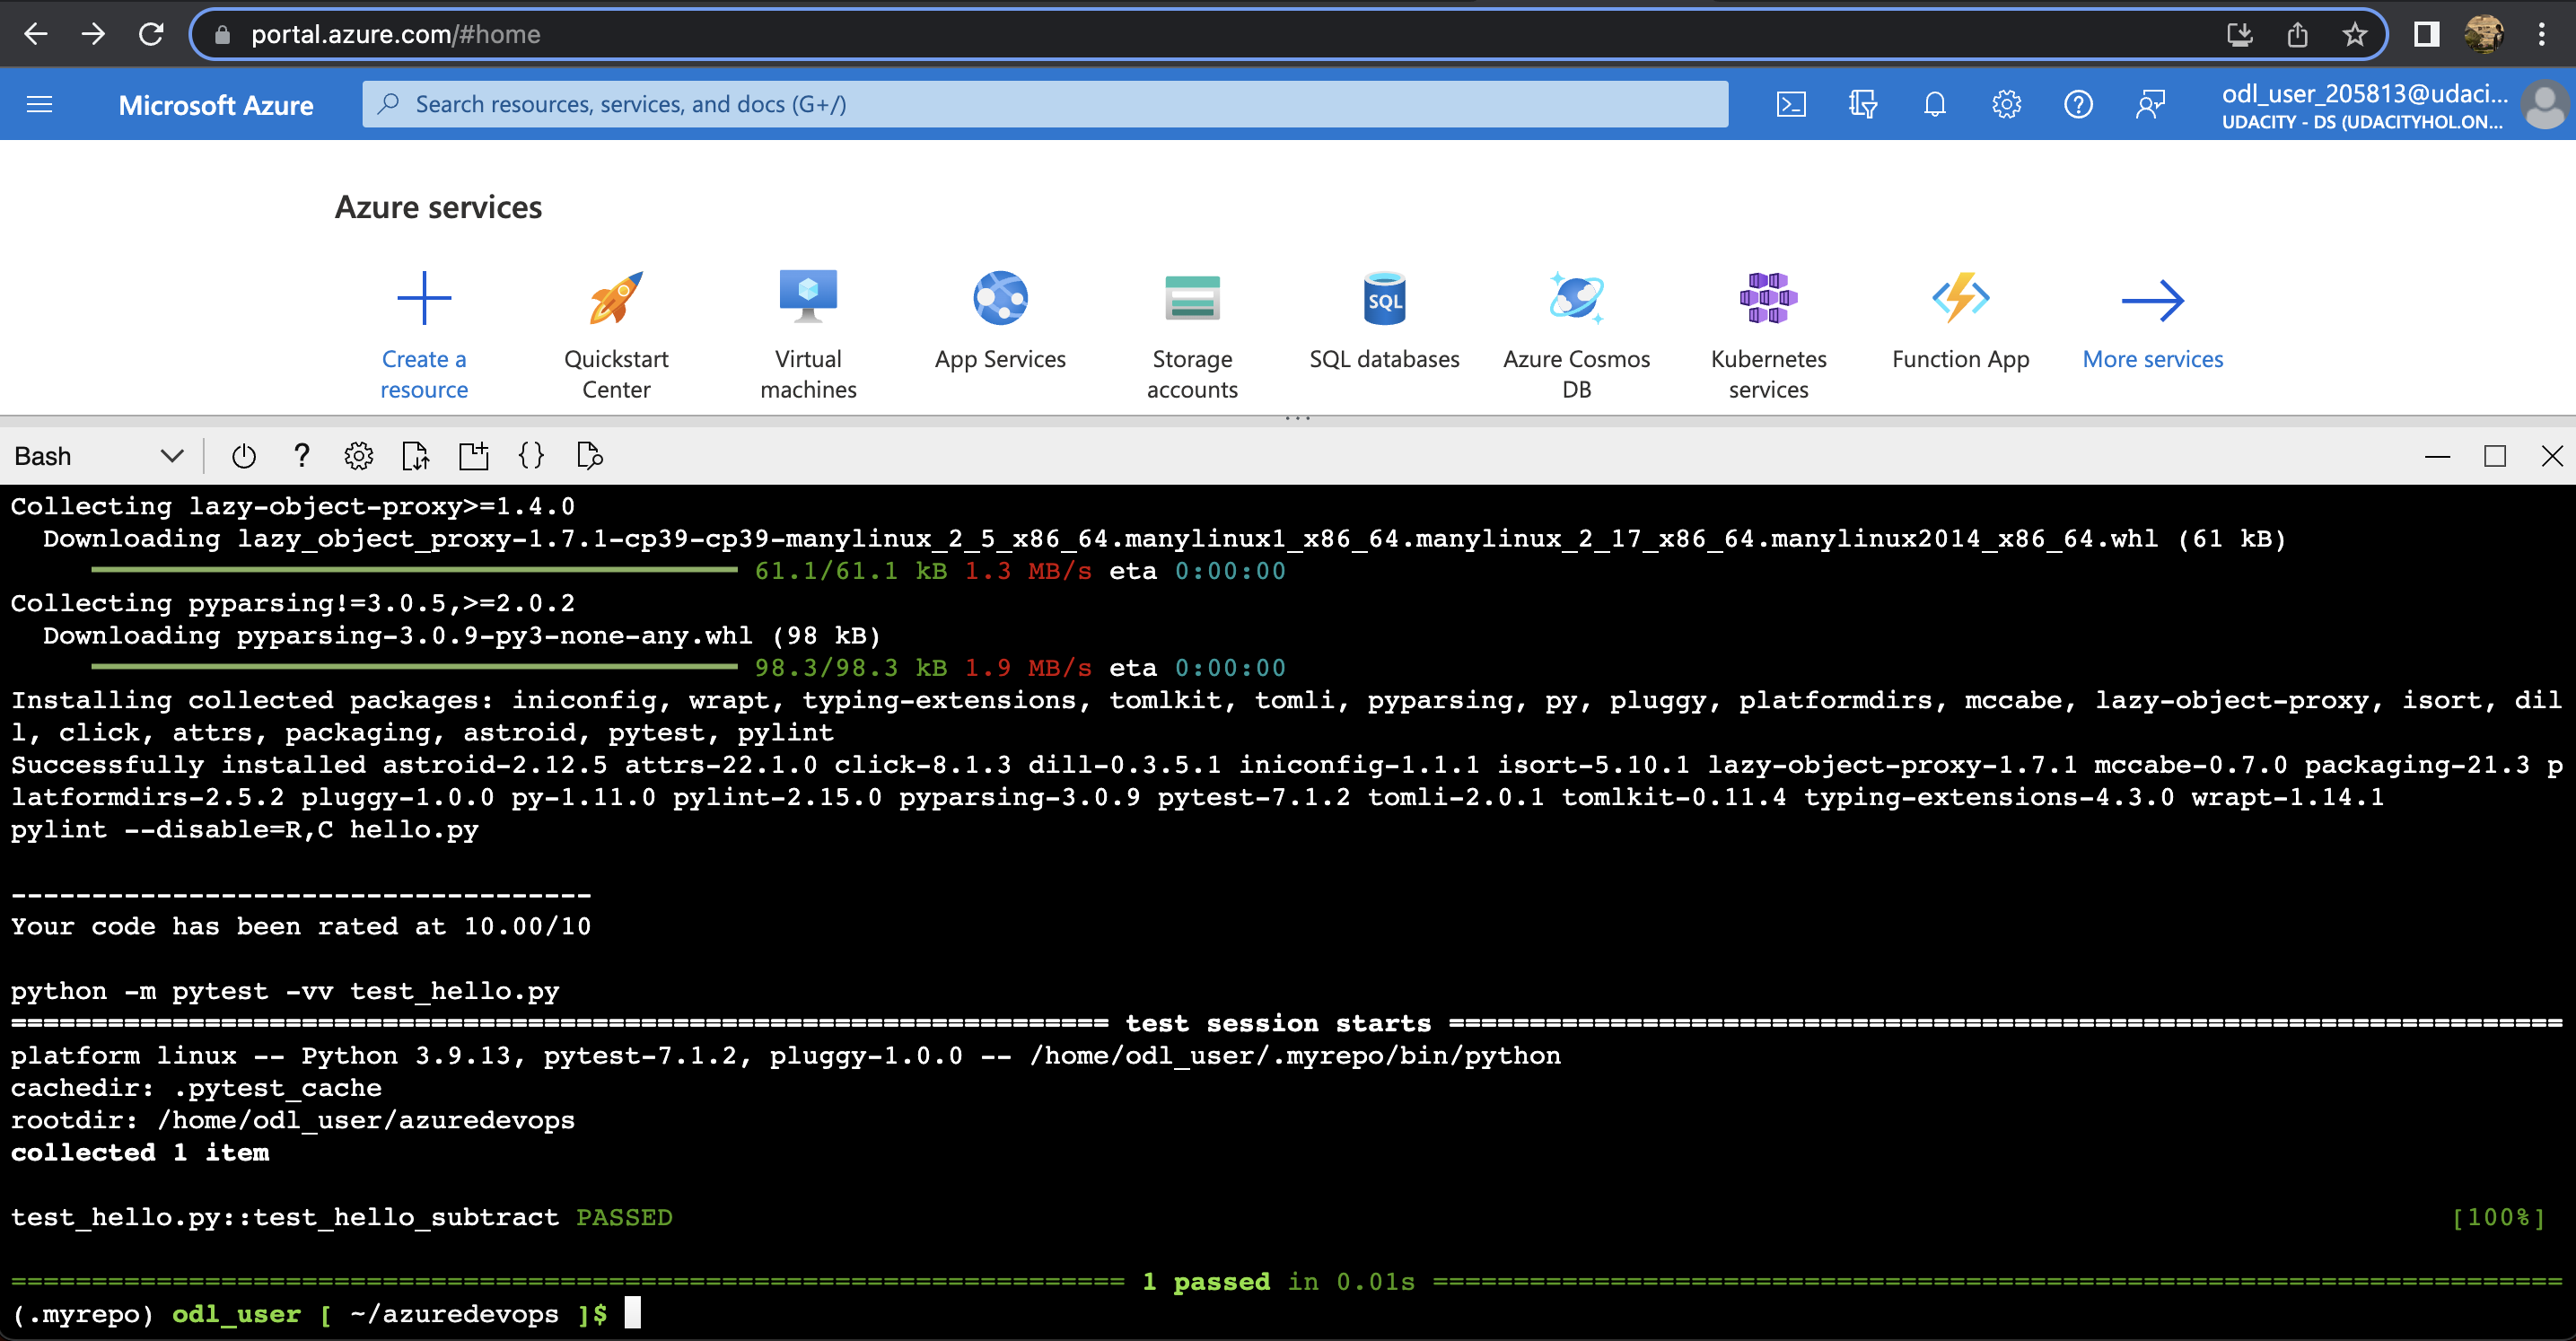 portal.azure.com/#home
Microsoft Azure
Search resources, services, and docs (G+/)
odl_user_205813@udaci...
UDACITY - DS (UDACITYHOL.ON...
Azure services
Create a resource
Quickstart Center
Virtual machines
App Services
Storage accounts
SQL
SQL databases
Azure Cosmos DB
Kubernetes services
Function App
More services
Bash
Collecting lazy-object-proxy>=1.4.0
  Downloading lazy_object_proxy-1.7.1-cp39-cp39-manylinux_2_5_x86_64.manylinux1_x86_64.manylinux_2_17_x86_64.manylinux2014_x86_64.whl (61 kB)
61.1/61.1 kB 1.3 MB/s eta 0:00:00
Collecting pyparsing!=3.0.5,>=2.0.2
  Downloading pyparsing-3.0.9-py3-none-any.whl (98 kB)
98.3/98.3 kB 1.9 MB/s eta 0:00:00
Installing collected packages: iniconfig, wrapt, typing-extensions, tomlkit, tomli, pyparsing, py, pluggy, platformdirs, mccabe, lazy-object-proxy, isort, dil
l, click, attrs, packaging, astroid, pytest, pylint
Successfully installed astroid-2.12.5 attrs-22.1.0 click-8.1.3 dill-0.3.5.1 iniconfig-1.1.1 isort-5.10.1 lazy-object-proxy-1.7.1 mccabe-0.7.0 packaging-21.3 p
latformdirs-2.5.2 pluggy-1.0.0 py-1.11.0 pylint-2.15.0 pyparsing-3.0.9 pytest-7.1.2 tomli-2.0.1 tomlkit-0.11.4 typing-extensions-4.3.0 wrapt-1.14.1
pylint --disable=R,C hello.py
------------------------------------
Your code has been rated at 10.00/10
python -m pytest -vv test_hello.py
==================================================================== test session starts =====================================================================
platform linux -- Python 3.9.13, pytest-7.1.2, pluggy-1.0.0 -- /home/odl_user/.myrepo/bin/python
cachedir: .pytest_cache
rootdir: /home/odl_user/azuredevops
collected 1 item
test_hello.py::test_hello_subtract PASSED [100%]
===================================================================== 1 passed in 0.01s ======================================================================
(.myrepo) odl_user [ ~/azuredevops ]$